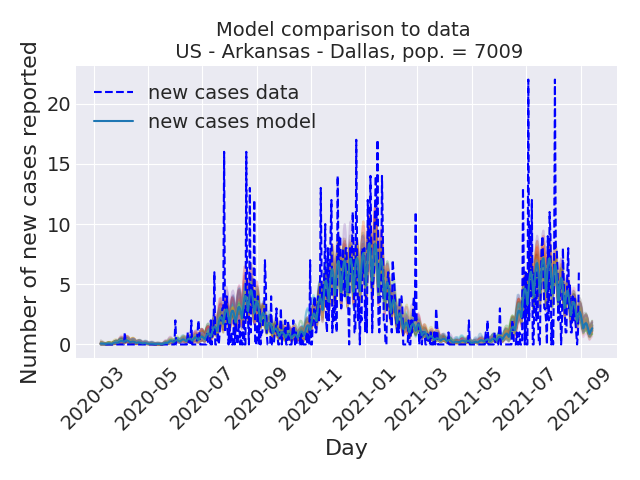 Model comparison to data
US - Arkansas - Dallas, pop. = 7009
new cases data
new cases model
Number of new cases reported
20
15
10
5
0
2020-03
2020-05
2020-07
2020-09
2020-11
2021-01
2021-03
2021-05
2021-07
2021-09
Day